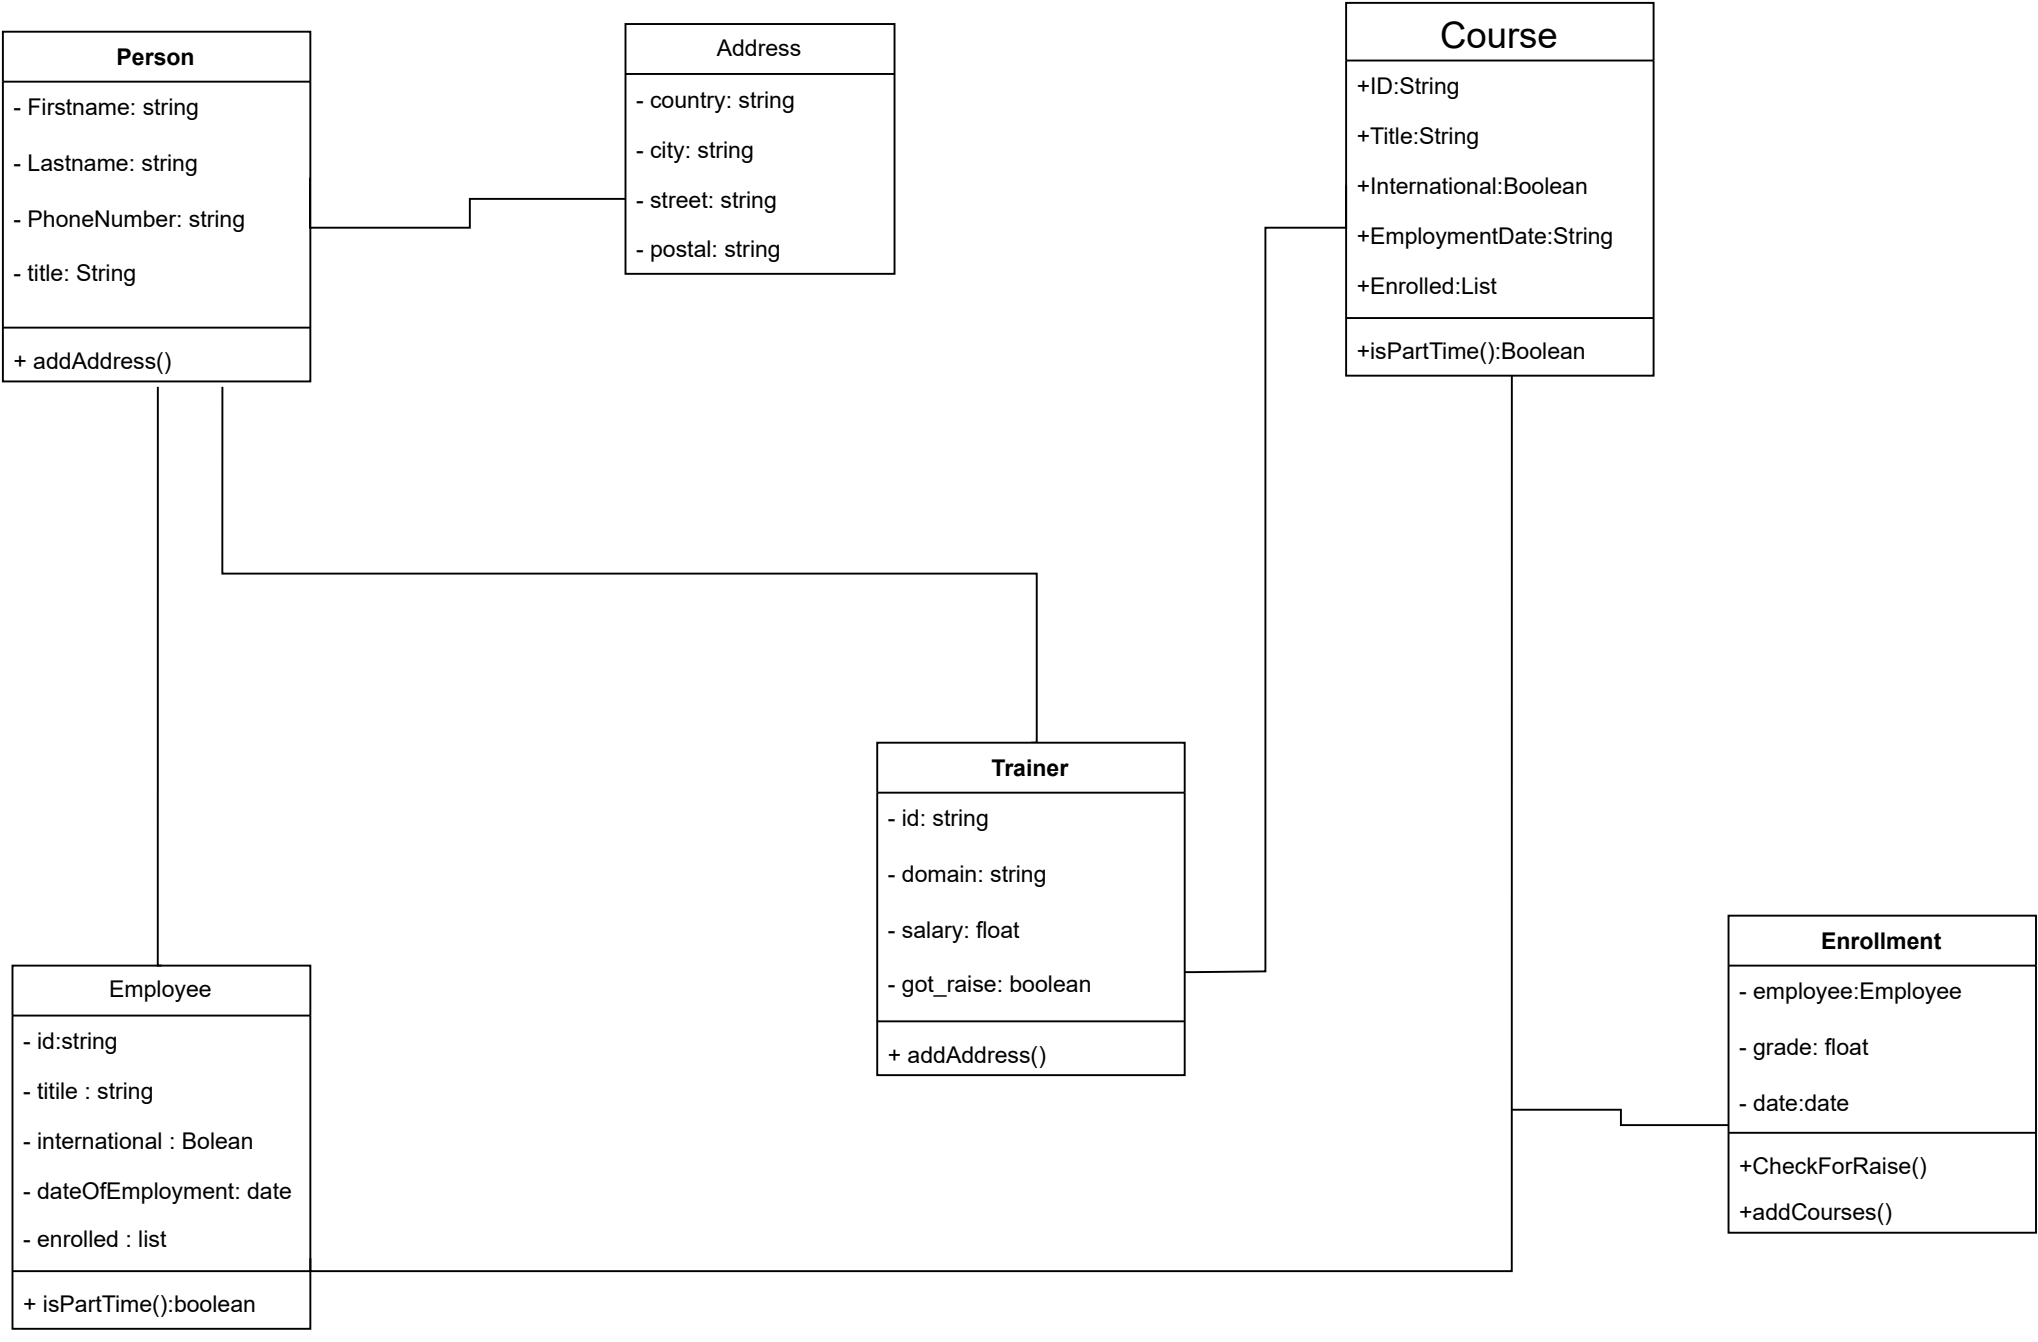 Person
- Firstname: string
- Lastname: string
- PhoneNumber: string
- title: String
+ addAddress()
Address
- country: string
- city: string
- street: string
- postal: string
Course
+ID:String
+Title:String
+International:Boolean
+EmploymentDate:String
+Enrolled:List
+isPartTime():Boolean
Trainer
- id: string
- domain: string
- salary: float
- got_raise: boolean
+ addAddress()
Employee
- id:string
- titile : string
- international : Bolean
- dateOfEmployment: date
- enrolled : list
+ isPartTime():boolean
Enrollment
- employee:Employee
- grade: float
- date:date
+CheckForRaise()
+addCourses()